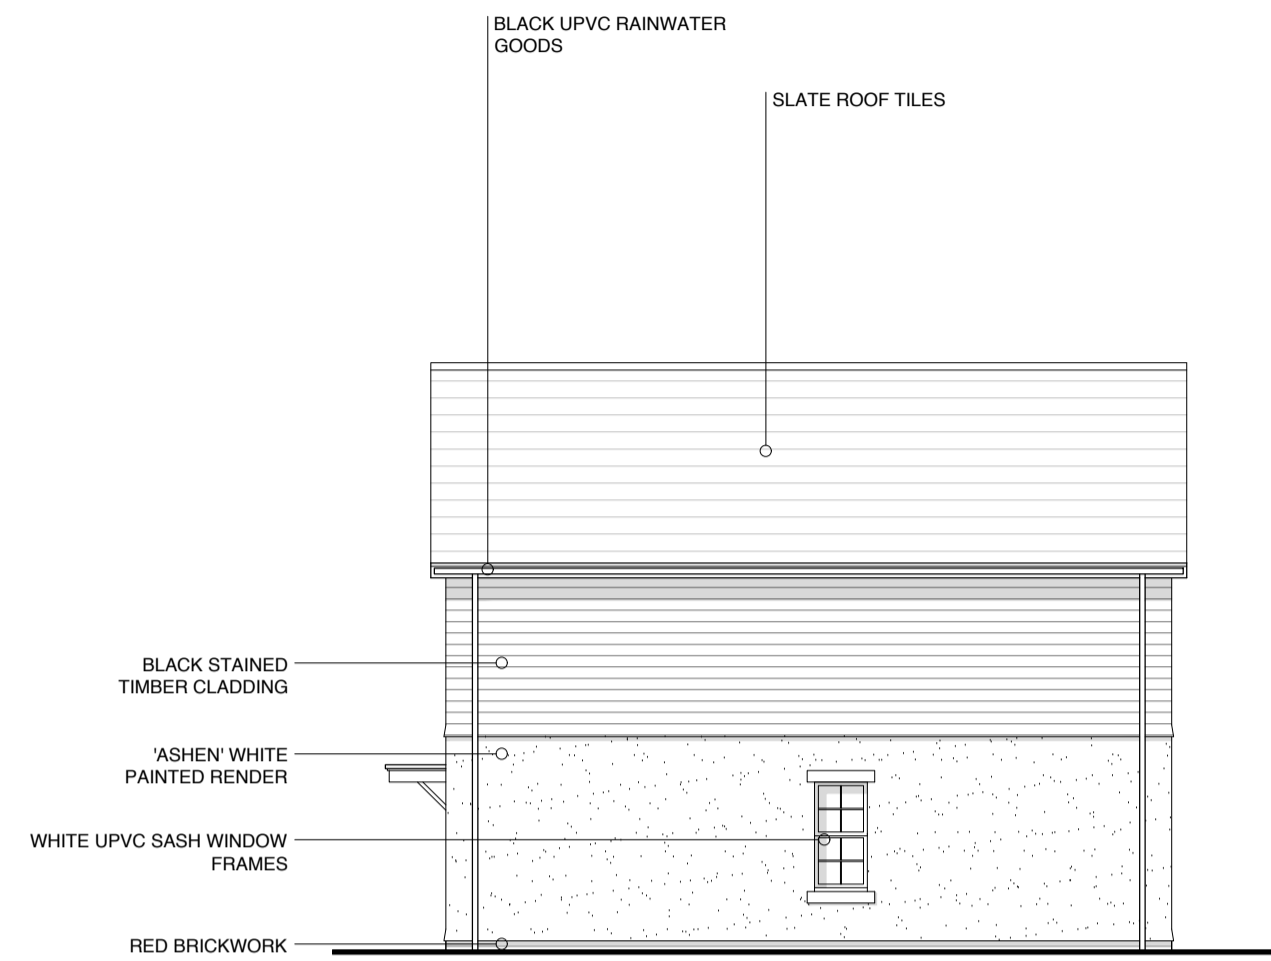 BLACK UPVC RAINWATER
GOODS
SLATE ROOF TILES
BLACK STAINED
TIMBER CLADDING
'ASHEN' WHITE
PAINTED RENDER
WHITE UPVC SASH WINDOW
FRAMES
RED BRICKWORK